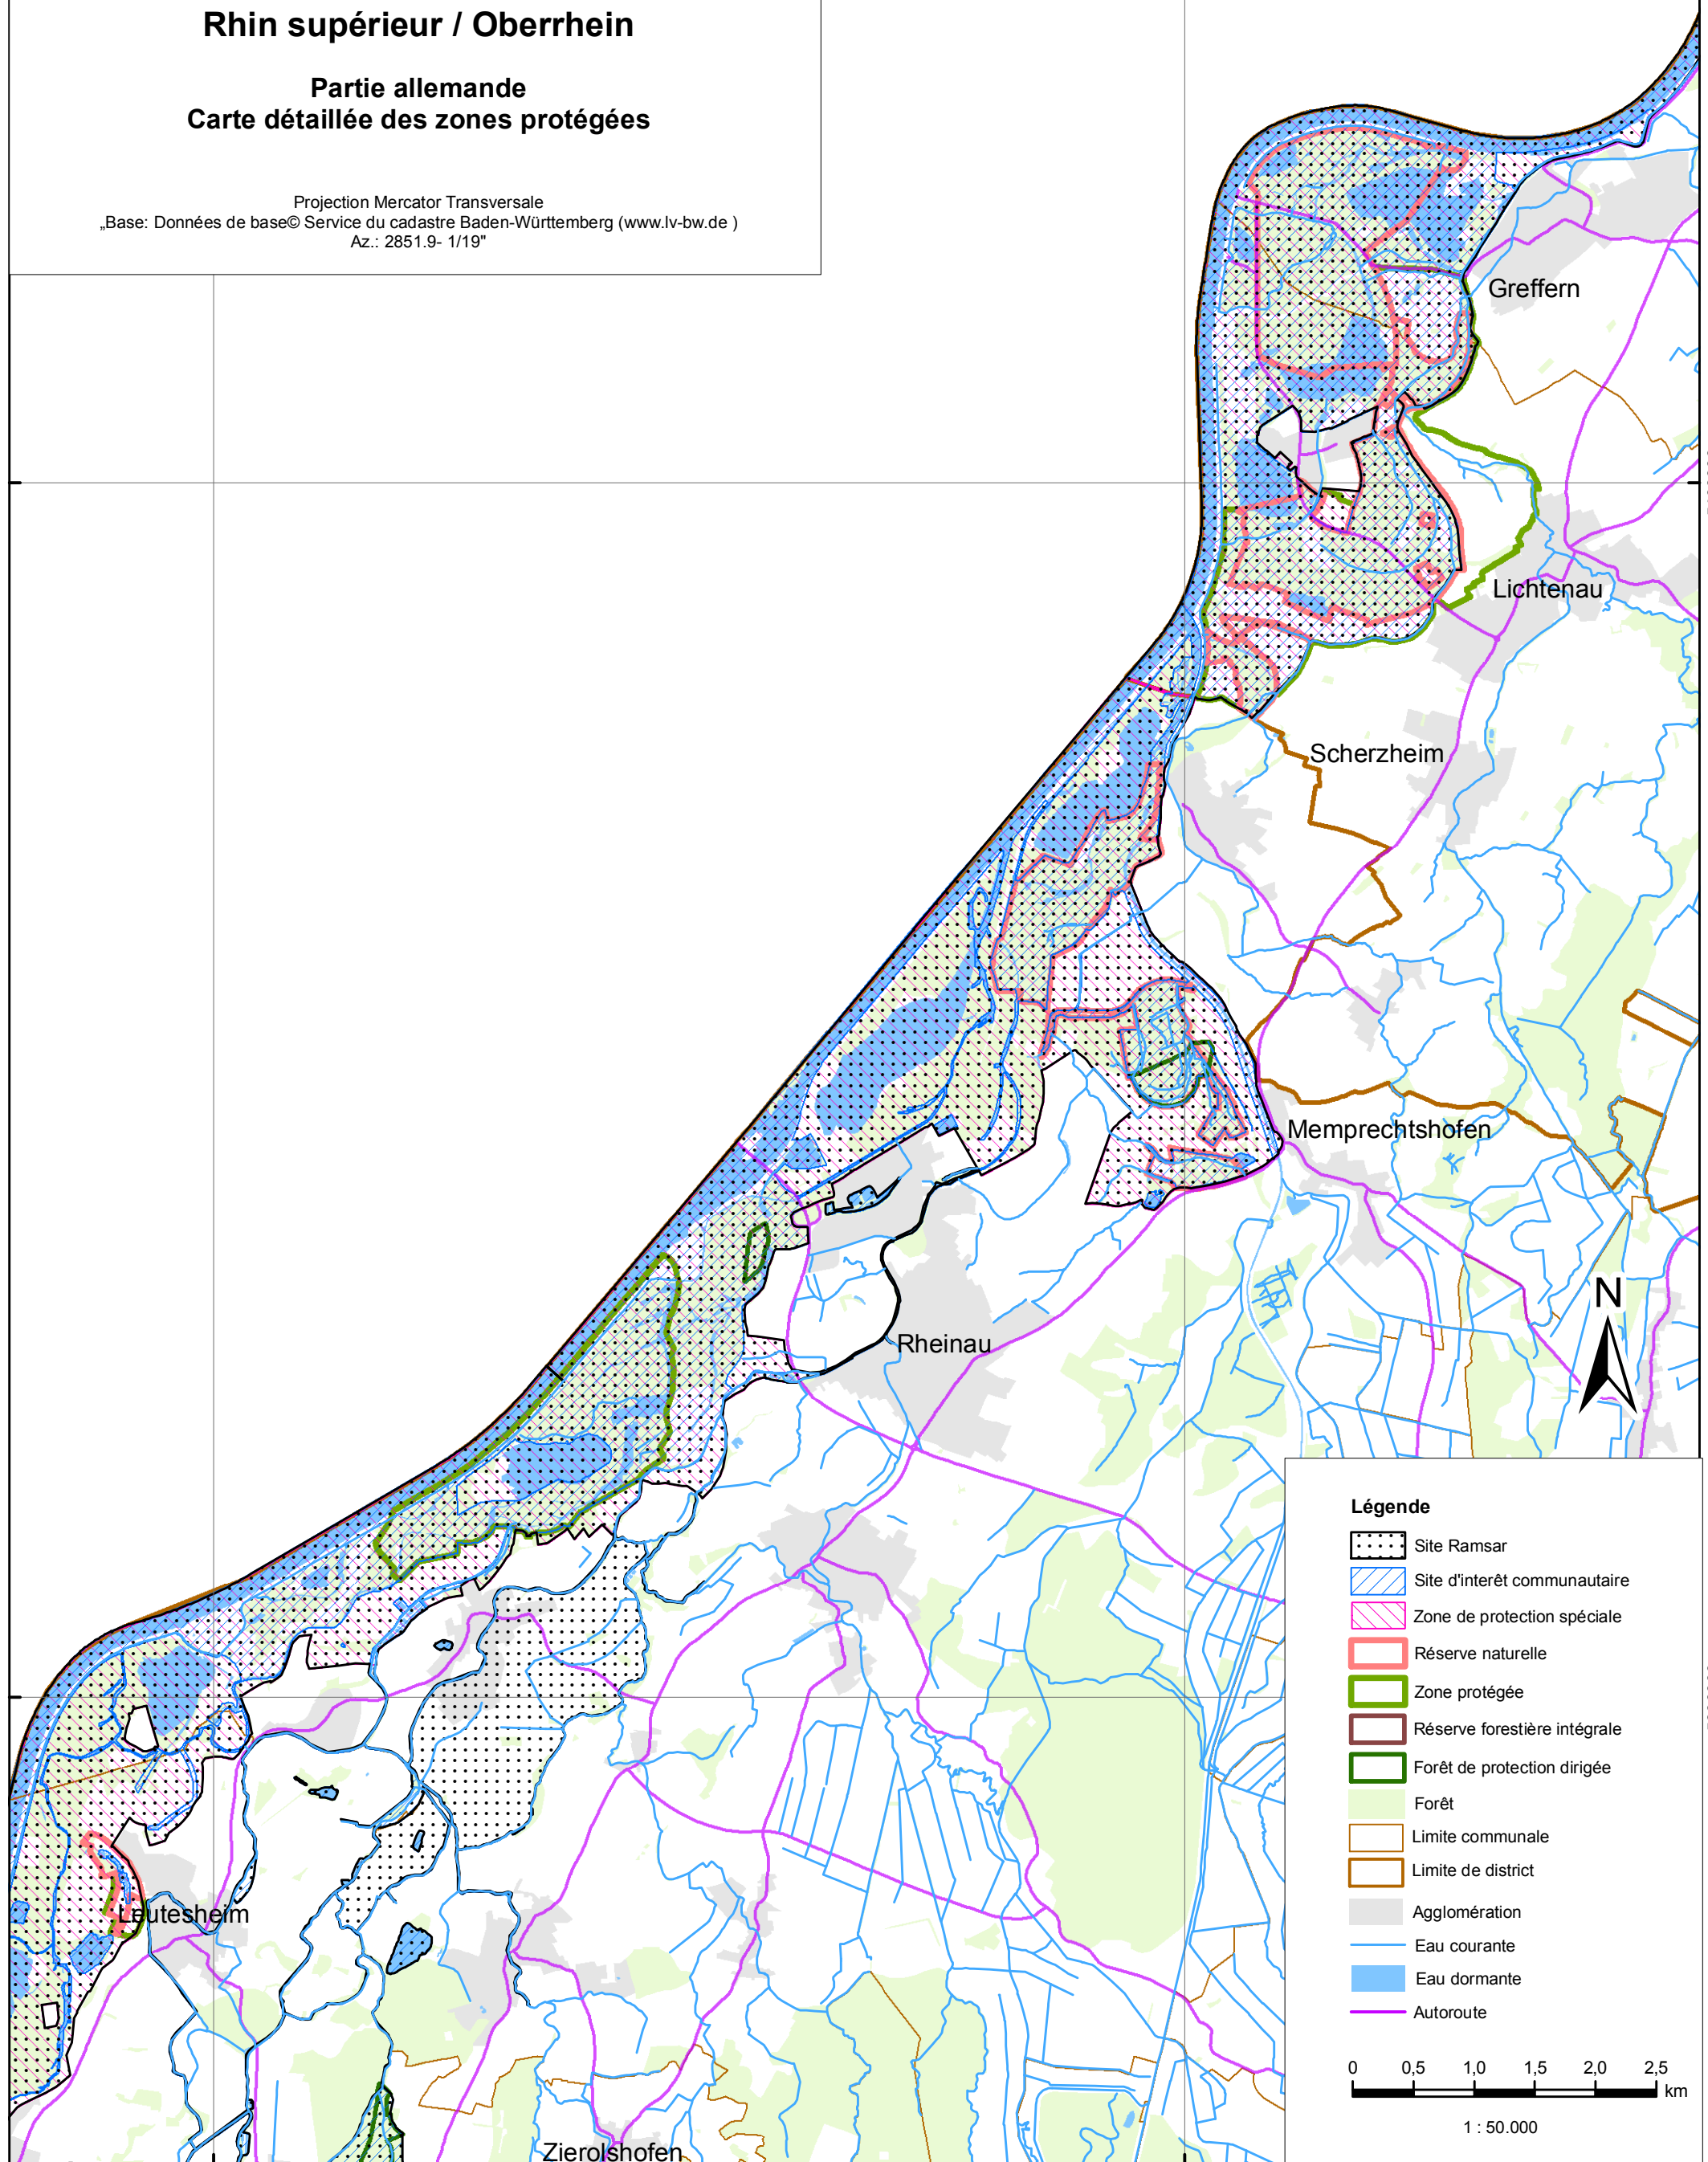 Rhin supérieur / Oberrhein
Partie allemande
Carte détaillée des zones protégées
Projection Mercator Transversale
„Base: Données de base© Service du cadastre Baden-Württemberg (www.lv-bw.de )
Az.: 2851.9- 1/19"
Greffern
Lichtenau
Scherzheim
Memprechtshofen
N
Rheinau
Leutesheim
Zierolshofen
Légende
Site Ramsar
Site d'interêt communautaire
Zone de protection spéciale
Réserve naturelle
Zone protégée
Réserve forestière intégrale
Forêt de protection dirigée
Forêt
Limite communale
Limite de district
Agglomération
Eau courante
Eau dormante
Autoroute
0 0,5 1,0 1,5 2,0 2,5
km
1 : 50.000